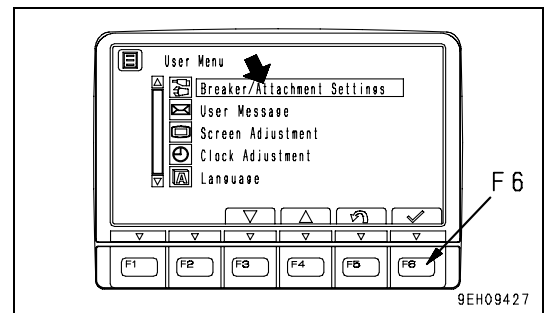 User Menu
Breaker/Attachment Settings
User Message
Screen Adjustment
Clock Adjustment
A Language
F6
F1 F2 F3 F4 F5 F6
9EH09427